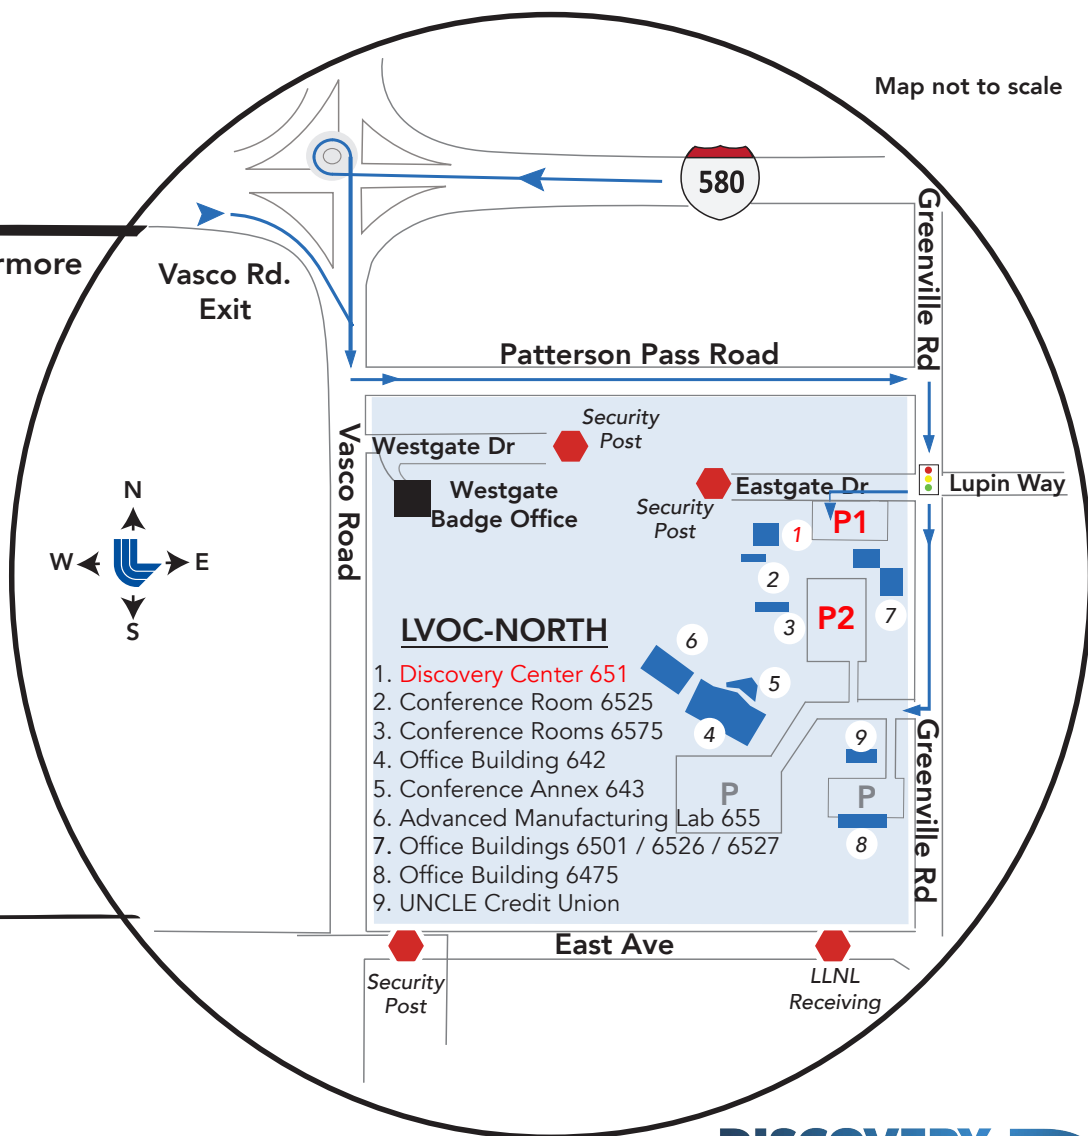 Map not to scale
580
Greenville Rd
rmore
Vasco Rd.
Exit
Patterson Pass Road
Vasco Road
Westgate Dr
Security
Post
Westgate
Badge Office
Security
Post
Eastgate Dr
Lupin Way
P1
1
2
3
P2
7
N
W
E
S
6
5
4
9
P
P
8
LVOC-NORTH
1. Discovery Center 651
2. Conference Room 6525
3. Conference Rooms 6575
4. Office Building 642
5. Conference Annex 643
6. Advanced Manufacturing Lab 655
7. Office Buildings 6501 / 6526 / 6527
8. Office Building 6475
9. UNCLE Credit Union
Greenville Rd
East Ave
Security
Post
LLNL
Receiving
DISCOVERY